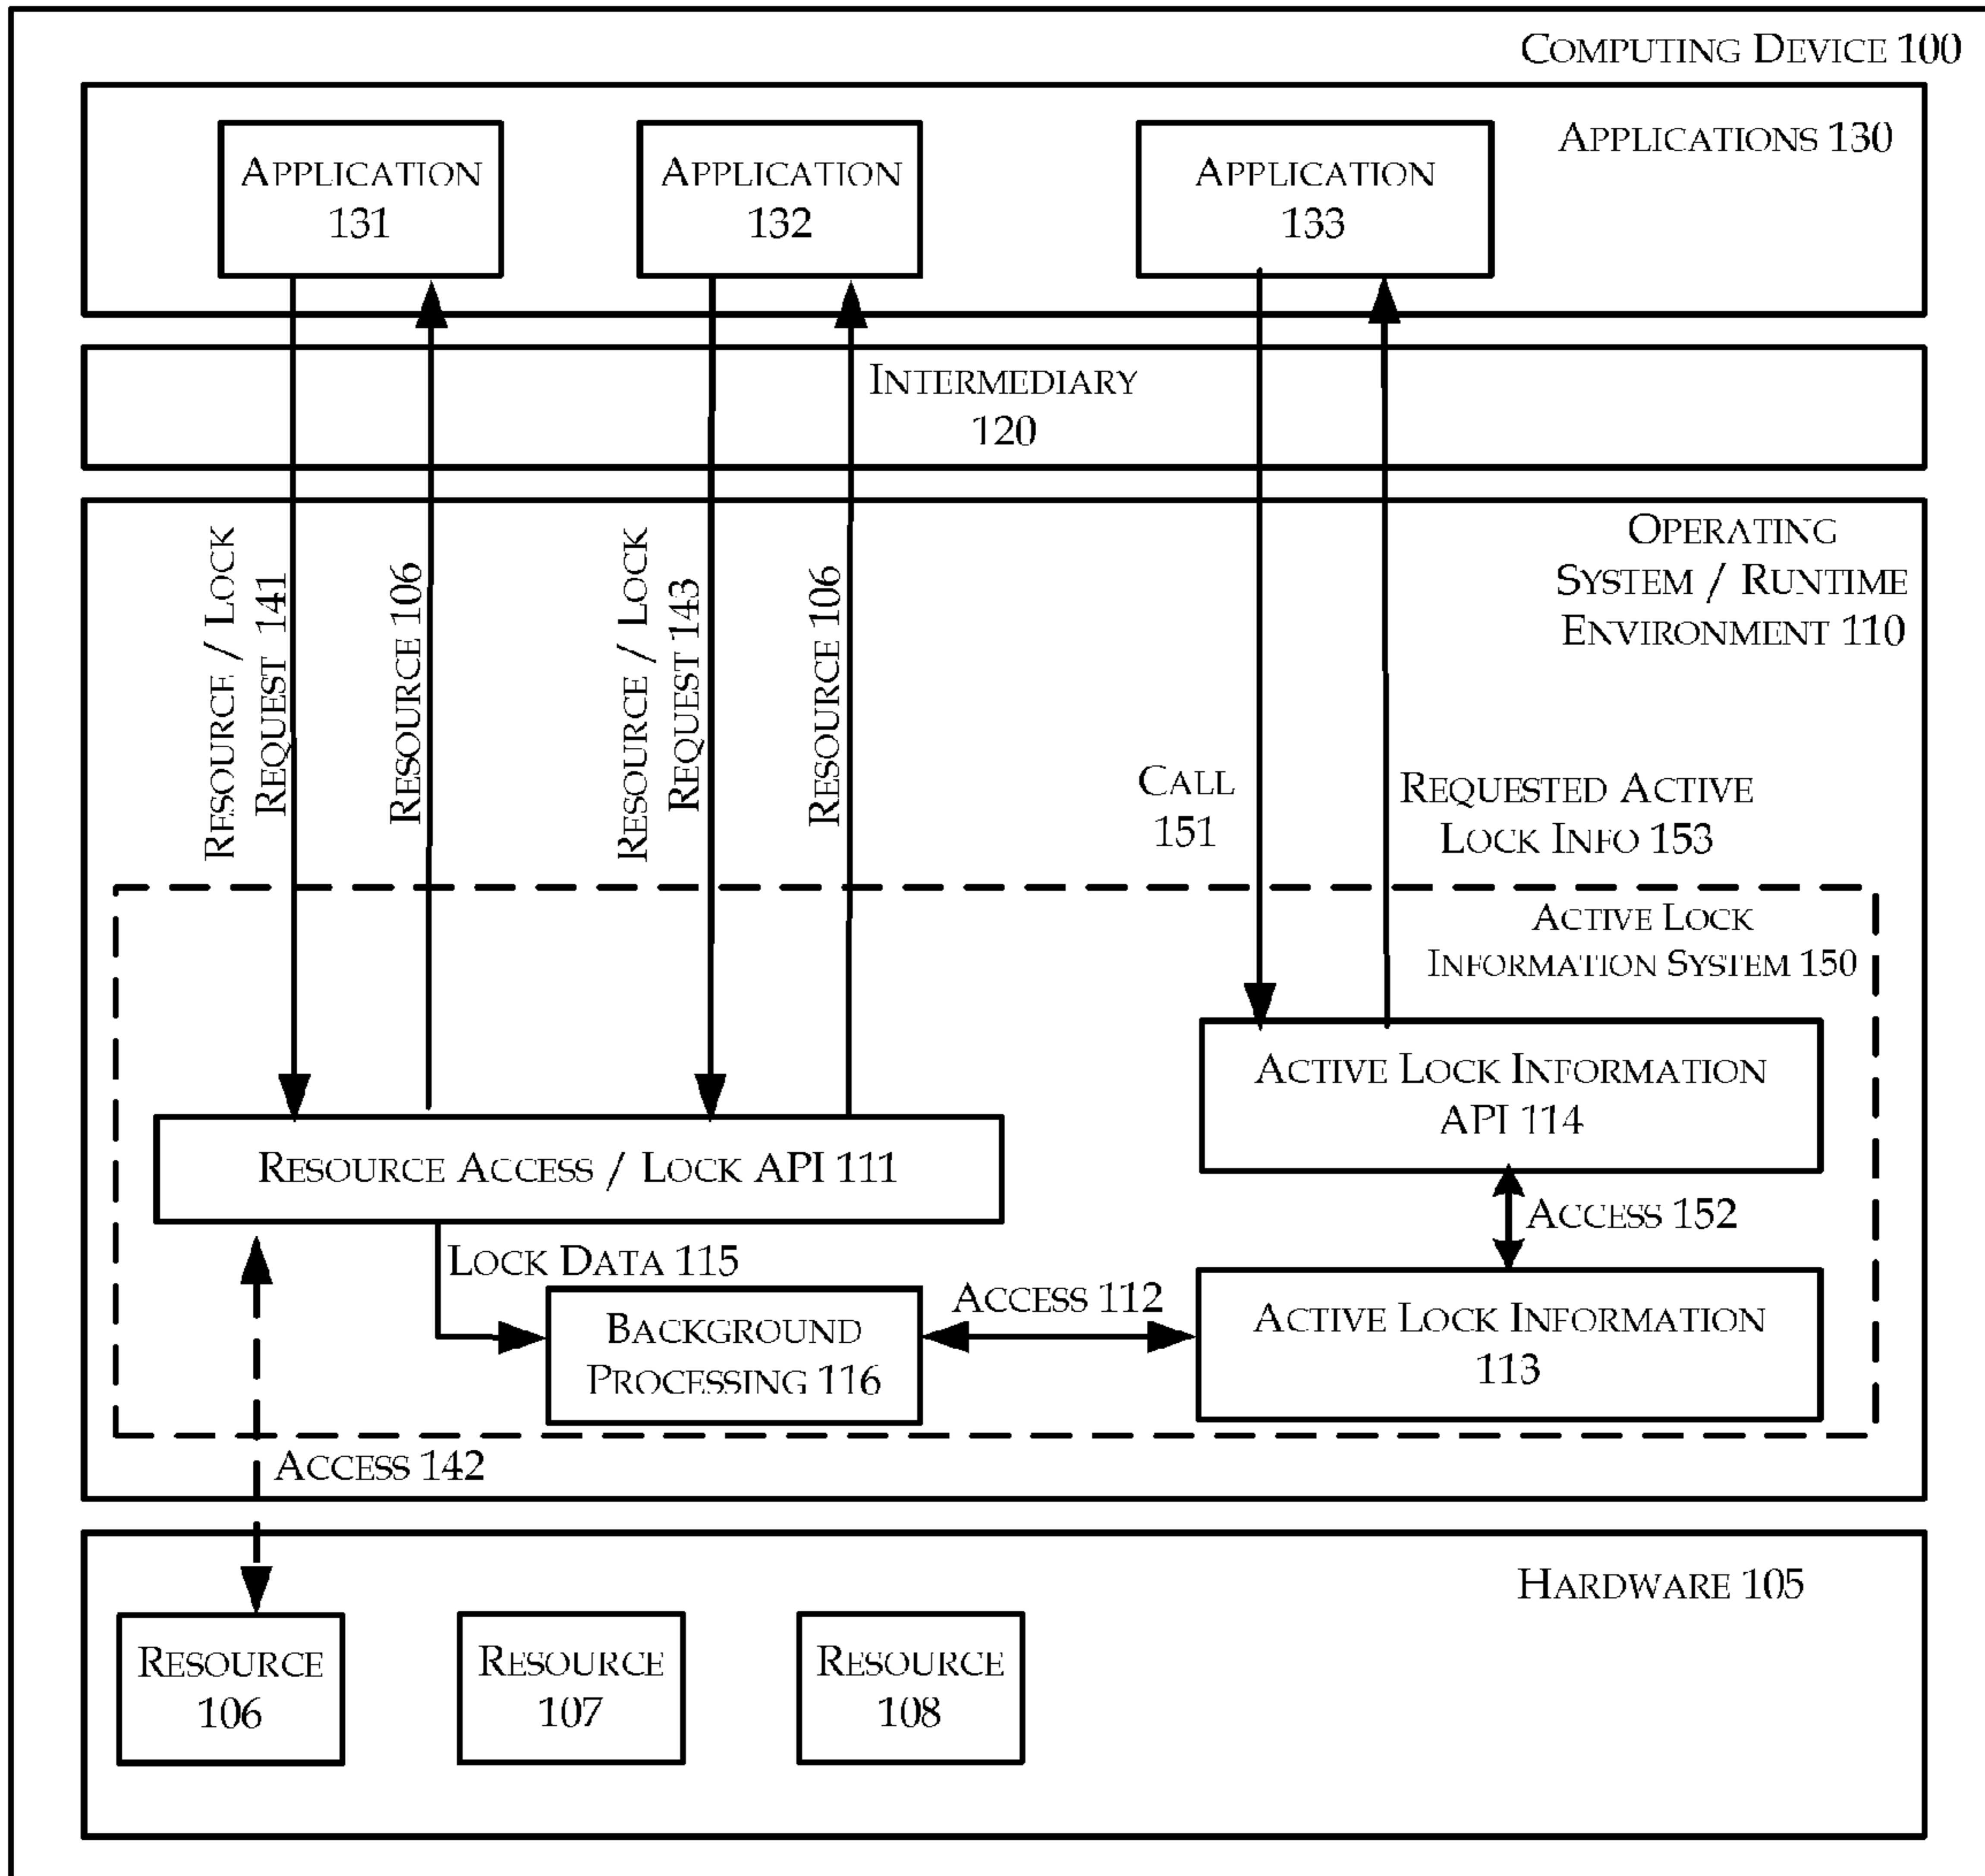 COMPUTING DEVICE 100
APPLICATIONS 130
APPLICATION
131
APPLICATION
132
APPLICATION
133
INTERMEDIARY
120
OPERATING
SYSTEM / RUNTIME
ENVIRONMENT 110
RESOURCE / LOCK
REQUEST 141
RESOURCE 106
RESOURCE / LOCK
REQUEST 143
RESOURCE 106
CALL
151
REQUESTED ACTIVE
LOCK INFO 153
ACTIVE LOCK
INFORMATION SYSTEM 150
ACTIVE LOCK INFORMATION
API 114
RESOURCE ACCESS / LOCK API 111
ACCESS 152
LOCK DATA 115
BACKGROUND
PROCESSING 116
ACCESS 112
ACTIVE LOCK INFORMATION
113
ACCESS 142
HARDWARE 105
RESOURCE
106
RESOURCE
107
RESOURCE
108